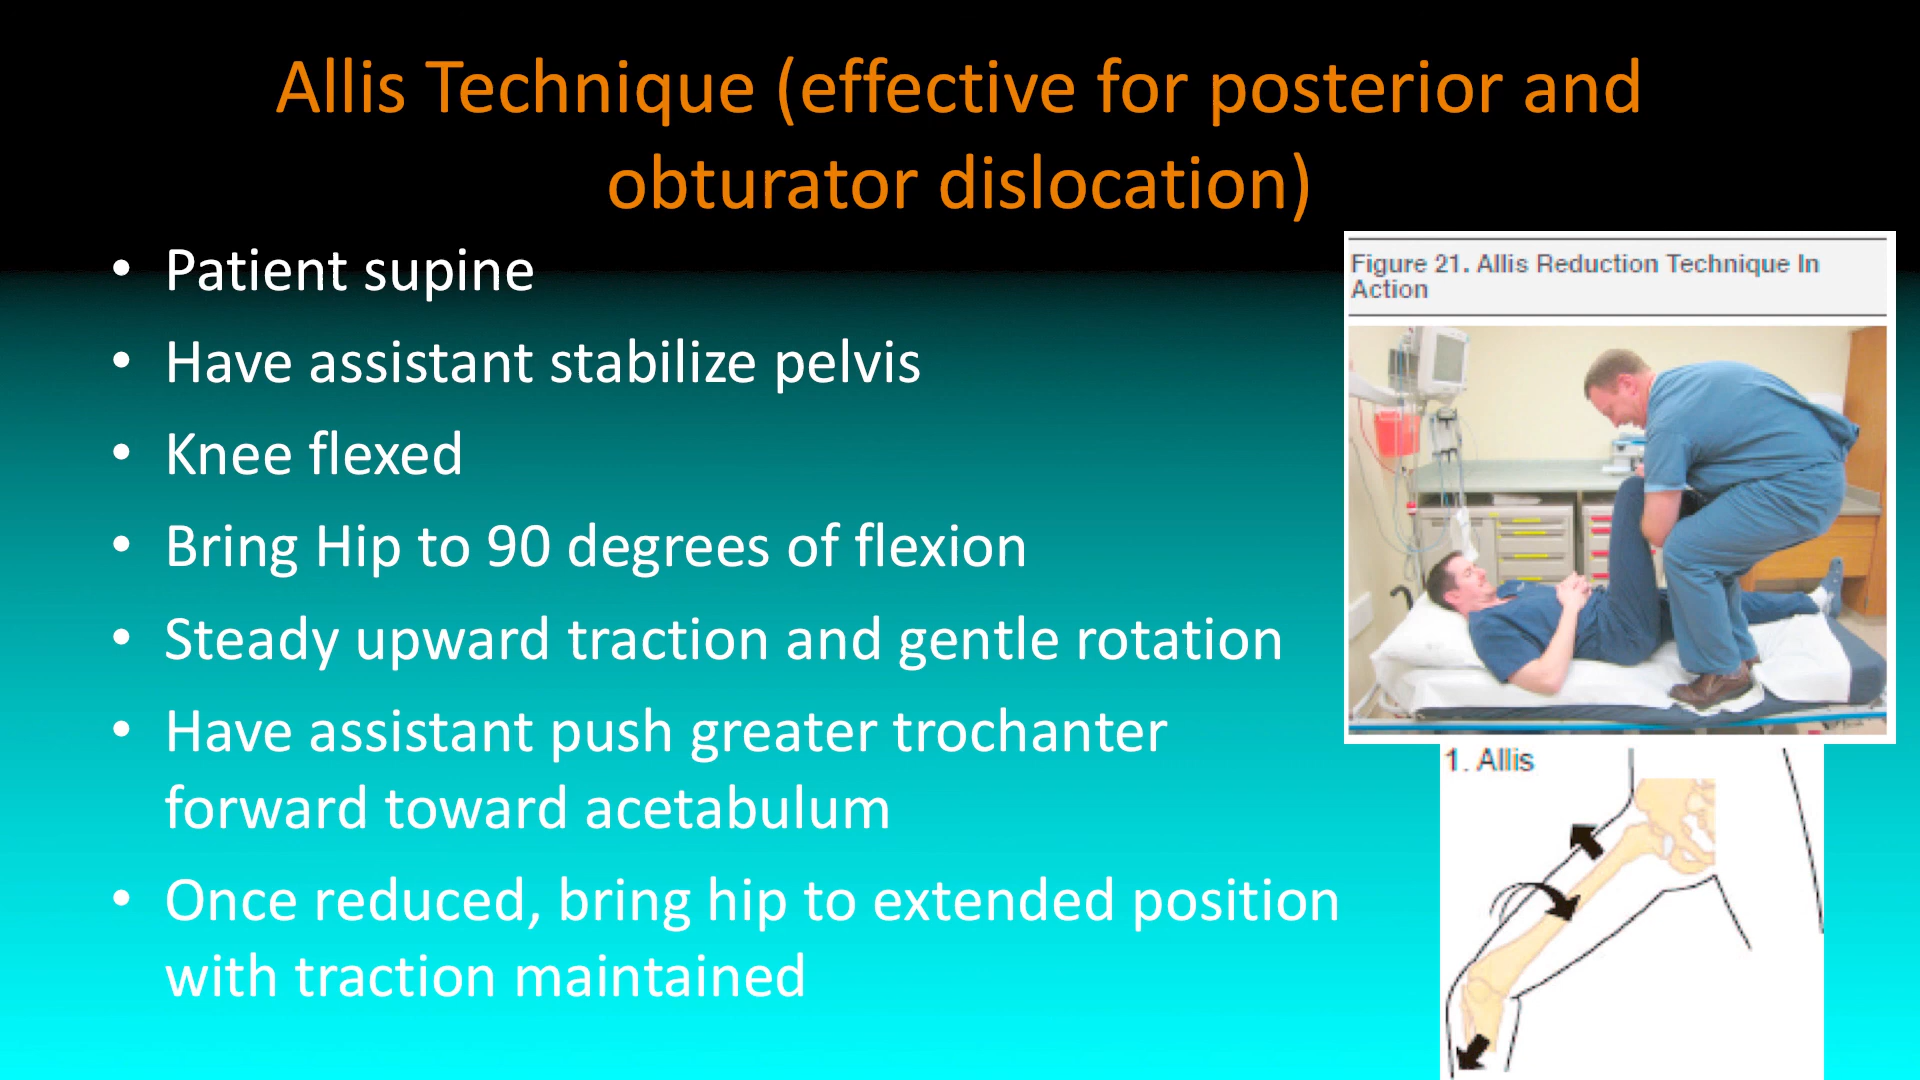 Allis Technique (effective for posterior and
obturator dislocation)
• Patient supine
• Have assistant stabilize pelvis
• Knee flexed
• Bring Hip to 90 degrees of flexion
• Steady upward traction and gentle rotation
• Have assistant push greater trochanter
forward toward acetabulum
• Once reduced, bring hip to extended position
with traction maintained
Figure 21. Allis Reduction Technique In
Action
1. Allis